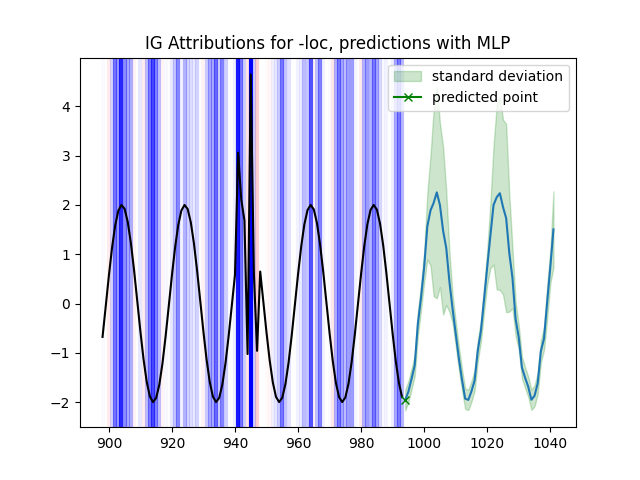 IG Attributions for -loc, predictions with MLP
standard deviation
predicted point
4
3
2
1
0
−1
−2
900 920 940 960 980 1000 1020 1040